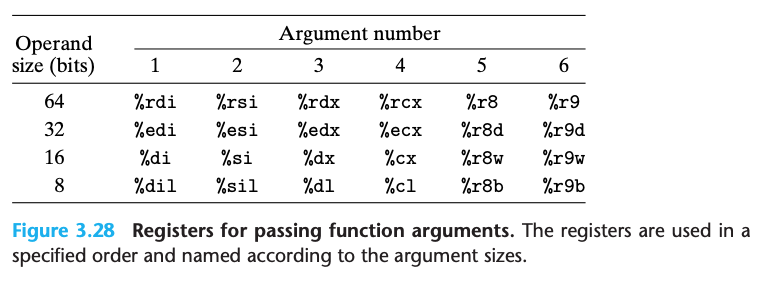 Operand
size (bits)
Argument number
1 2 3 4 5 6
64 %rdi %rsi %rdx %rcx %r8 %r9
32 %edi %esi %edx %ecx %r8d %r9d
16 %di %si %dx %cx %r8w %r9w
8 %dil %sil %dl %cl %r8b %r9b
Figure 3.28 Registers for passing function arguments. The registers are used in a
specified order and named according to the argument sizes.